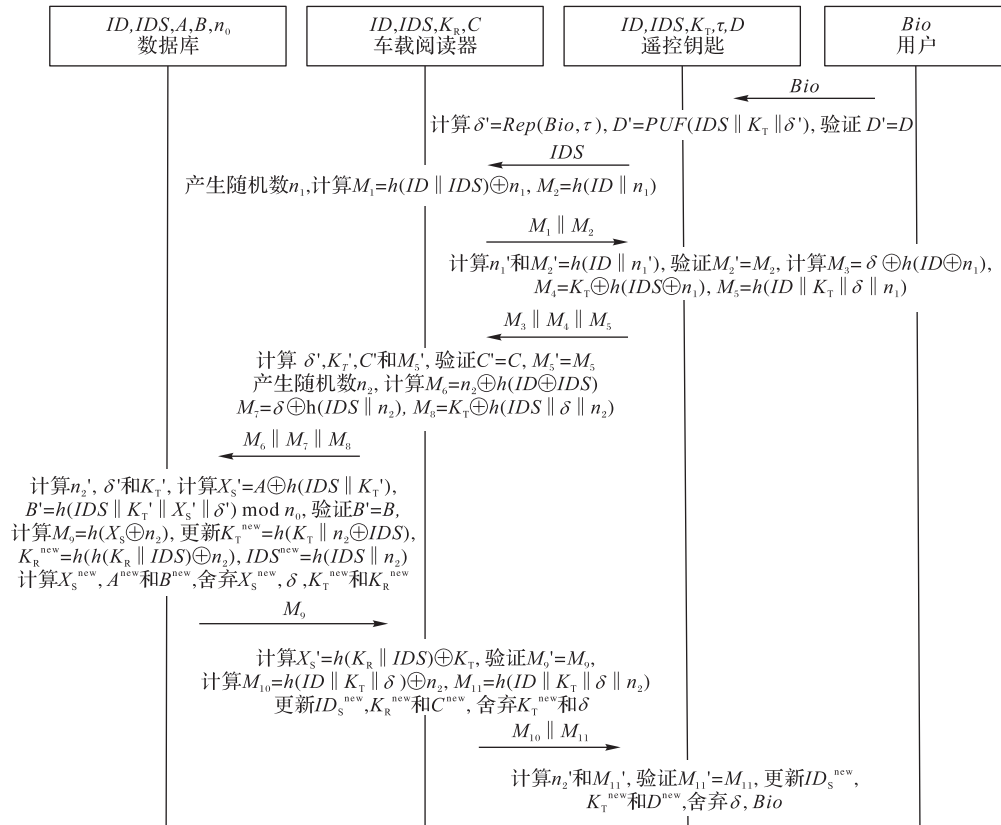 ID,IDS,A,B,n₀
数据库
ID,IDS,K_R,C
车载阅读器
ID,IDS,K_T,τ,D
遥控钥匙
Bio
用户
Bio
计算δ'=Rep(Bio,τ), D'=PUF(IDS‖K_T‖δ'), 验证D'=D
IDS
产生随机数n₁,计算M₁=h(ID‖IDS)⊕n₁, M₂=h(ID‖n₁)
M₁‖M₂
计算n₁'和M₂'=h(ID‖n₁'), 验证M₂'=M₂, 计算M₃=δ⊕h(ID⊕n₁),
M₄=K_T⊕h(IDS⊕n₁), M₅=h(ID‖K_T‖δ‖n₁)
M₃‖M₄‖M₅
计算 δ',K_T',C'和M₅', 验证C'=C, M₅'=M₅
产生随机数n₂, 计算M₆=n₂⊕h(ID⊕IDS)
M₇=δ⊕h(IDS‖n₂), M₈=K_T⊕h(IDS‖δ‖n₂)
M₆‖M₇‖M₈
计算n₂', δ'和K_T', 计算X_S'=A⊕h(IDS‖K_T'),
B'=h(IDS‖K_T'‖X_S'‖δ') mod n₀, 验证B'=B,
计算M₉=h(X_S⊕n₂), 更新K_T^new=h(K_T‖n₂⊕IDS),
K_R^new=h(h(K_R‖IDS)⊕n₂), IDS^new=h(IDS‖n₂)
计算X_S^new, A^new和B^new,舍弃X_S^new, δ,K_T^new和K_R^new
M₉
计算X_S'=h(K_R‖IDS)⊕K_T, 验证M₉'=M₉,
计算M₁₀=h(ID‖K_T‖δ)⊕n₂, M₁₁=h(ID‖K_T‖δ‖n₂)
更新ID_S^new,K_R^new和C^new, 舍弃K_T^new和δ
M₁₀‖M₁₁
计算n₂'和M₁₁', 验证M₁₁'=M₁₁, 更新ID_S^new,
K_T^new和D^new,舍弃δ, Bio